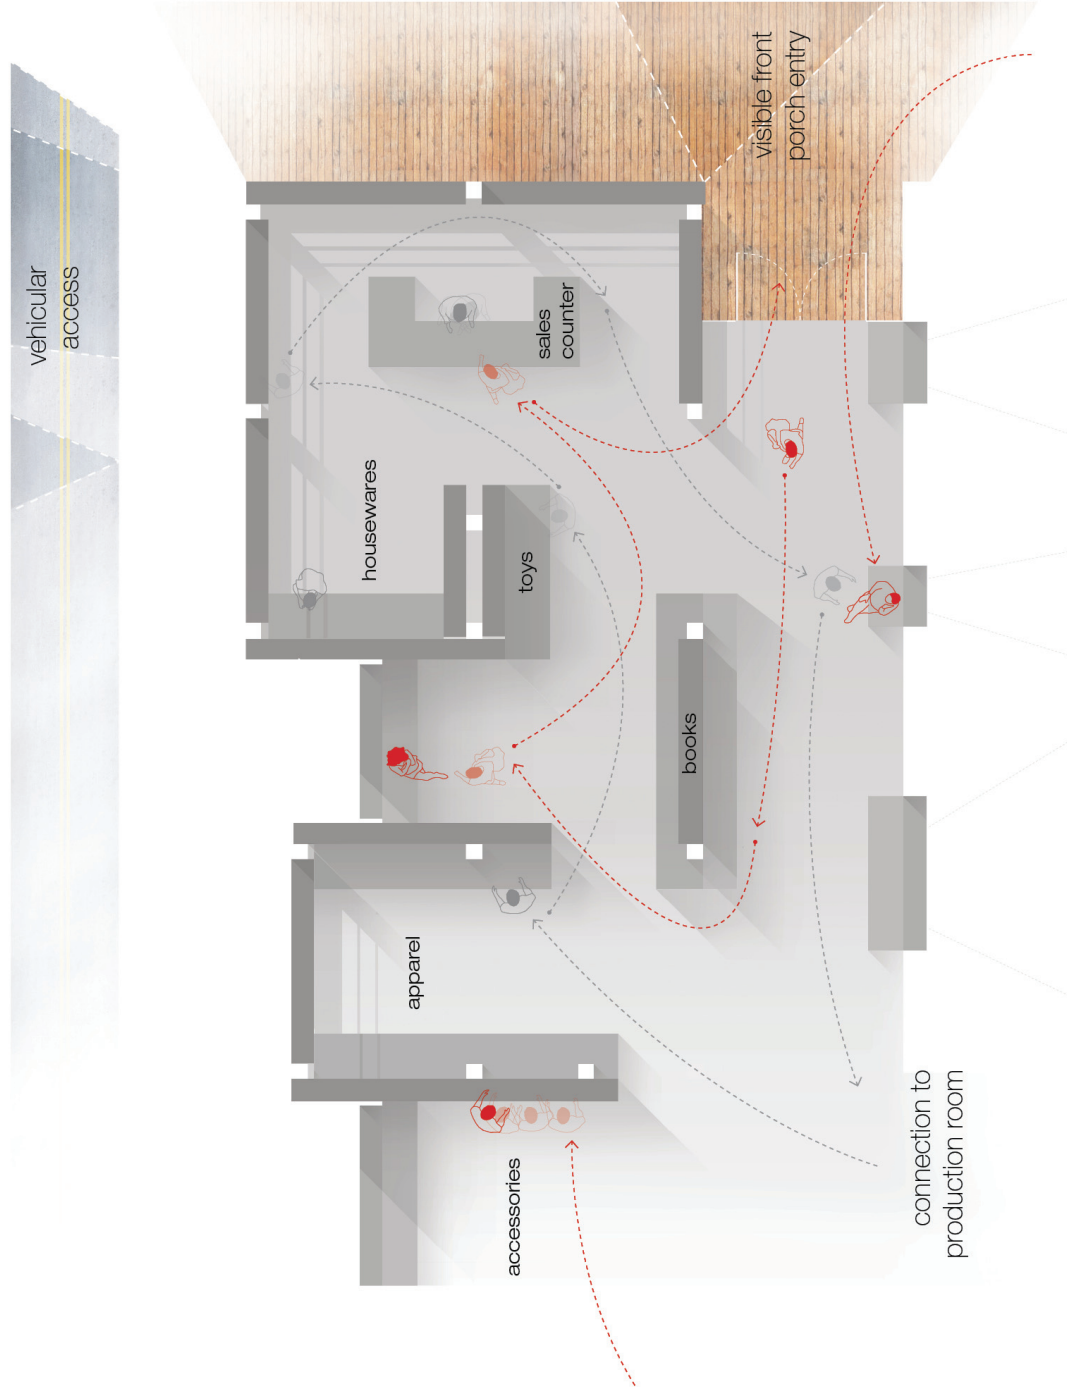 vehicular
access
visible front
porch entry
sales
counter
housewares
toys
books
apparel
accessories
connection to
production room